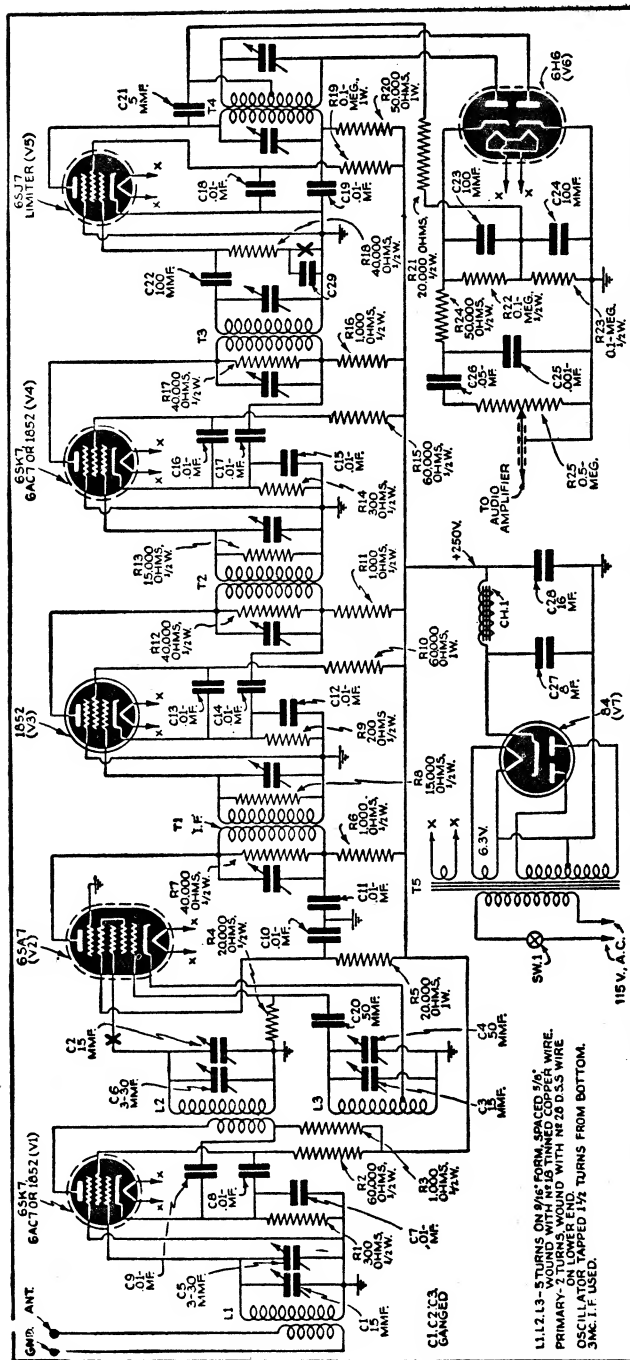 GND.
ANT.
6SK7,
6AC7 OR 1852 (V1)
L1
C1
15
MMF.
C5
3-30
MMF.
C9
.01-
MF.
C8
.01-
MF.
R1
300
OHMS,
1/2W.
C7
.01-
MF.
R2
60,000
OHMS,
1/2W.
R3
1,000
OHMS,
1/2W.
C1, C2, C3,
GANGED
6SA7
(V2)
C2
15
MMF.
C6
3-30
MMF.
L2
L3
R4
20,000
OHMS,
1/2W.
C20
50
MMF.
C3
15
MMF.
C4
50
MMF.
R5
20,000
OHMS,
1W.
C10
.01-
MF.
C11
.01-
MF.
R7
40,000
OHMS,
1/2W.
T1
I.F.
R6
1,000
OHMS,
1/2W.
R8
15,000
OHMS,
1/2W.
1852
(V3)
C13
.01-
MF.
C14
.01-
MF.
R9
200
OHMS
1/2W.
C12
.01-
MF.
R10
60,000
OHMS
1W.
R12
40,000
OHMS,
1/2W.
T2
R11
1,000
OHMS,
1/2W.
R13
15,000
OHMS,
1/2W.
6SK7,
6AC7 OR 1852 (V4)
C16
.01-
MF.
C17
.01-
MF.
R14
300
OHMS
1/2W.
C15
.01-
MF.
R15
60,000
OHMS,
1/2W.
R17
40,000
OHMS,
1/2W.
T3
R16
1,000
OHMS,
1/2W.
C22
100
MMF.
C29
R18
40,000
OHMS,
1/2W.
6SJ7
LIMITER (V5)
C18
.01-
MF.
C19
.01-
MF.
C21
5
MMF.
T4
R19
0.1-
MEG.,
1W.
R20
50,000
OHMS,
1W.
L1, L2, L3 - 5 TURNS ON 9/16" FORM, SPACED 5/8"
WOUND WITH Nº 18 TINNED COPPER WIRE.
PRIMARY - 2 TURNS, WOUND WITH Nº 28 D.S.S WIRE
ON LOWER END.
OSCILLATOR TAPPED 1 1/2 TURNS FROM BOTTOM.
3MC. I.F. USED.
115 V., A.C.
SW.1
T5
X
X
6.3V.
84
(V7)
C27
8
MF.
CH.1
C28
16
MF.
+250V.
TO
AUDIO
AMPLIFIER
R25
0.5-
MEG.
C26
.05-
MF.
C25
.001-
MF.
R24
50,000
OHMS
1/2W.
R21
20,000 OHMS,
1/2W.
R22
0.1-
MEG.
1/2W.
R23
0.1-MEG.,
1/2W.
C23
100
MMF.
C24
100
MMF.
X
X
6H6
(V6)